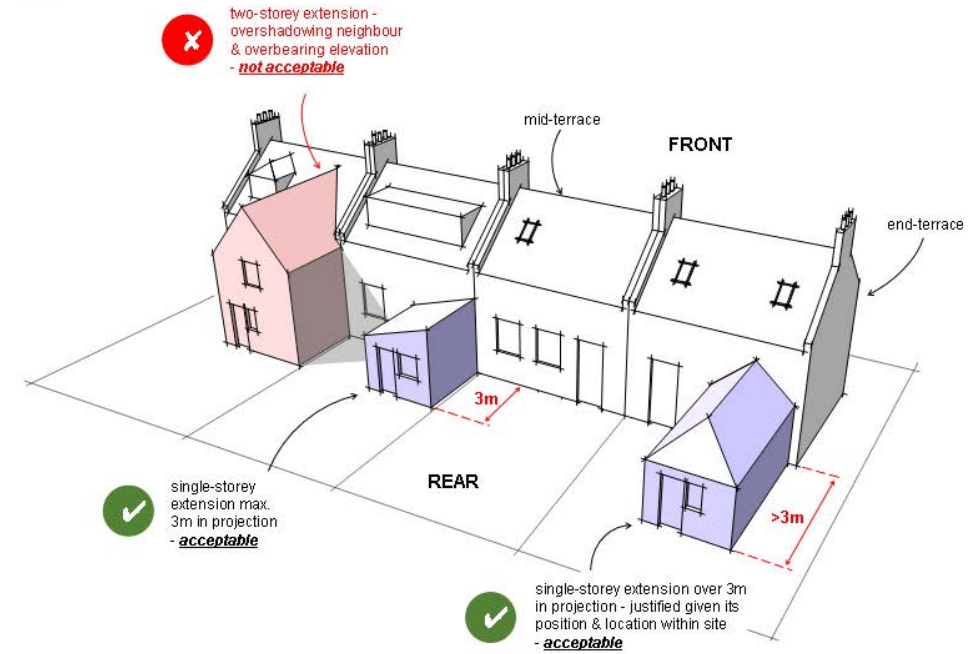 two-storey extension -
overshadowing neighbour
& overbearing elevation
- not acceptable
mid-terrace
FRONT
end-terrace
3m
REAR
single-storey
extension max.
3m in projection
- acceptable
>3m
single-storey extension over 3m
in projection - justified given its
position & location within site
- acceptable